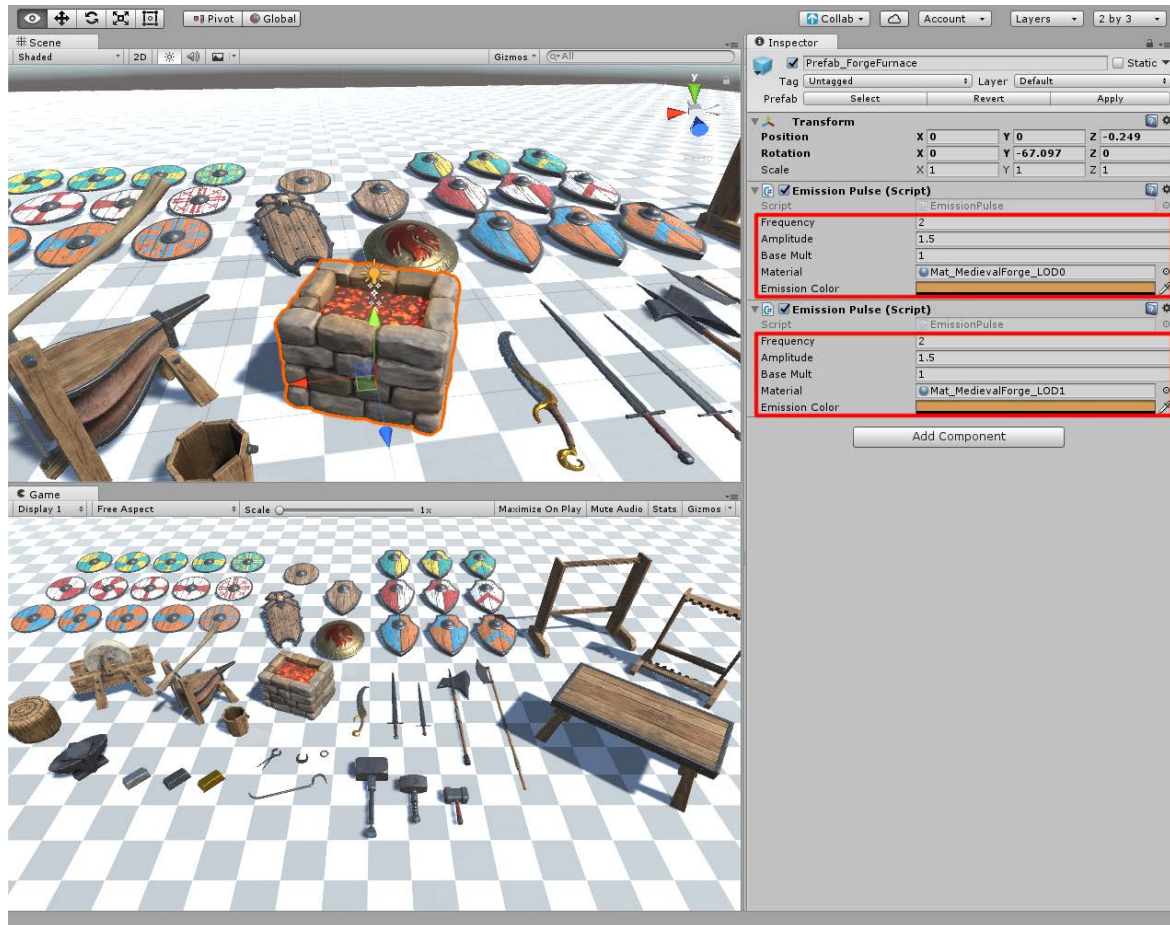 Pivot Global Collab Account Layers 2 by 3
Scene
Shaded 2D Gizmos All
y
Persp
Game
Display 1 Free Aspect Scale 1x Maximize On Play Mute Audio Stats Gizmos
Inspector
Prefab_ForgeFurnace Static
Tag Untagged Layer Default
Prefab Select Revert Apply
Transform
Position X 0 Y 0 Z -0.249
Rotation X 0 Y -67.097 Z 0
Scale X 1 Y 1 Z 1
Emission Pulse (Script)
Script EmissionPulse
Frequency 2
Amplitude 1.5
Base Mult 1
Material Mat_MedievalForge_LOD0
Emission Color
Emission Pulse (Script)
Script EmissionPulse
Frequency 2
Amplitude 1.5
Base Mult 1
Material Mat_MedievalForge_LOD1
Emission Color
Add Component